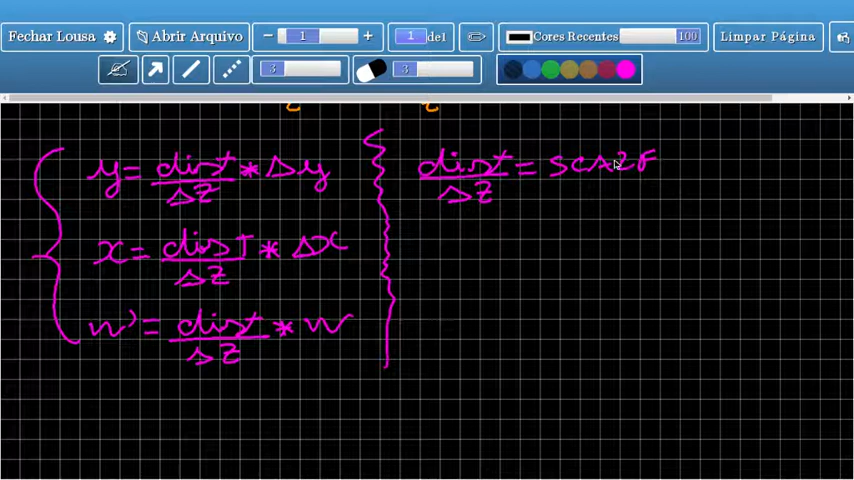 Fechar Lousa Abrir Arquivo − 1 + 1 de1 Cores Recentes 100 Limpar Página
3 3
z z
y = dist/Δz * Δy
x = dist/Δz * Δx
w' = dist/Δz * w
dist/Δz = SCALE